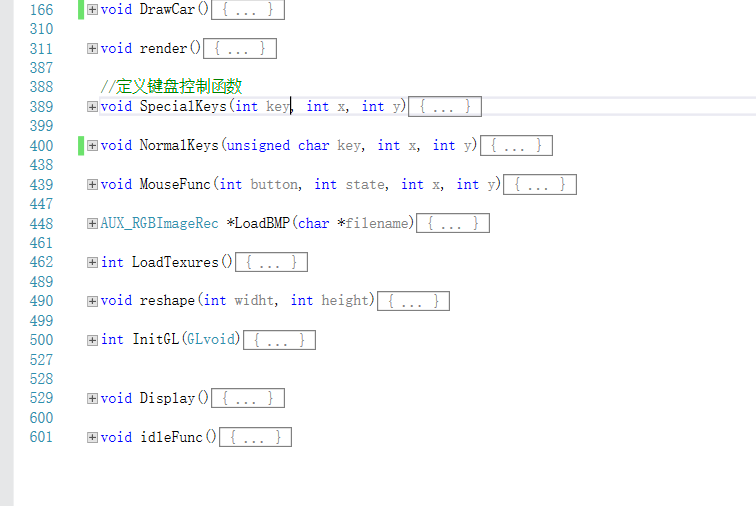 166 void DrawCar() { ... }
310
311 void render() { ... }
387
388 //定义键盘控制函数
389 void SpecialKeys(int key, int x, int y) { ... }
399
400 void NormalKeys(unsigned char key, int x, int y) { ... }
438
439 void MouseFunc(int button, int state, int x, int y) { ... }
447
448 AUX_RGBImageRec *LoadBMP(char *filename) { ... }
461
462 int LoadTexures() { ... }
489
490 void reshape(int widht, int height) { ... }
499
500 int InitGL(GLvoid) { ... }
527
528
529 void Display() { ... }
600
601 void idleFunc() { ... }